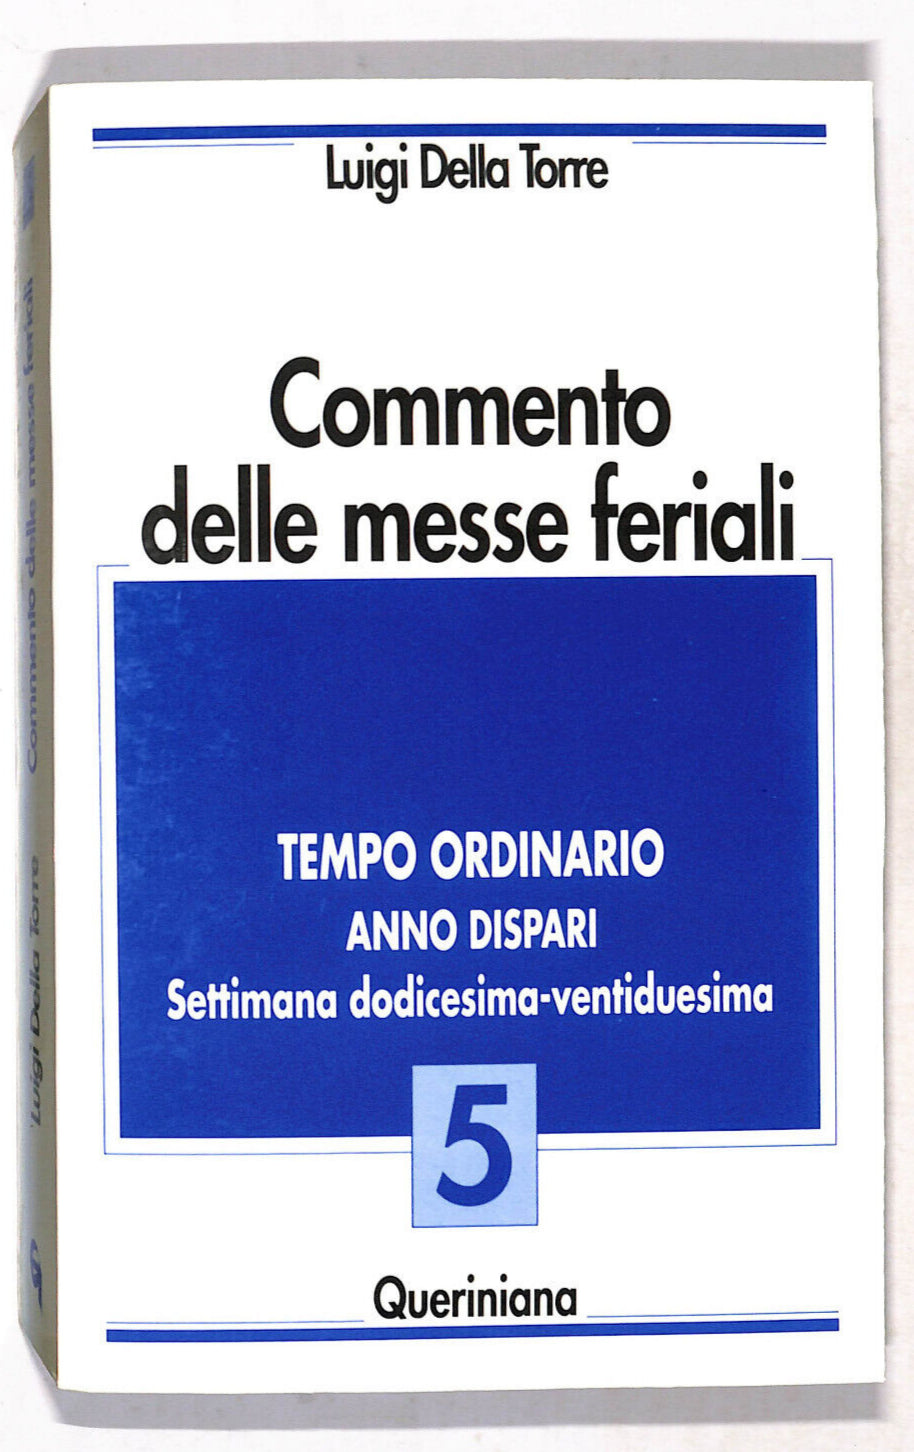 Luigi Della Torre
Commento
delle messe feriali
TEMPO ORDINARIO
ANNO DISPARI
Settimana dodicesima-ventiduesima
5
Queriniana
Luigi Della Torre Commento delle messe feriali